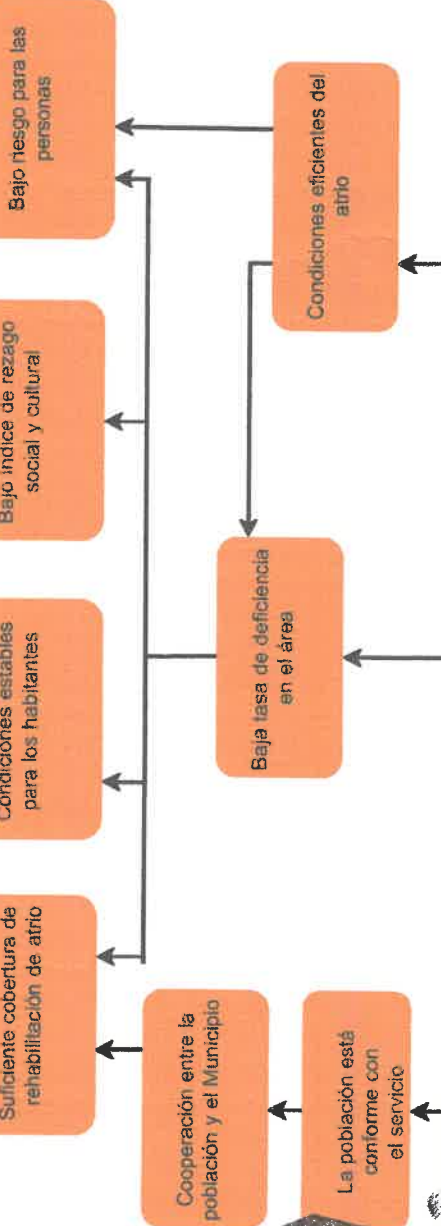 Suficiente cobertura de
rehabilitación de atrio
Condiciones estables
para los habitantes
Bajo índice de rezago
social y cultural
Bajo riesgo para las
personas
Cooperación entre la
población y el Municipio
Baja tasa de deficiencia
en el área
Condiciones eficientes del
atrio
La población está
conforme con
el servicio